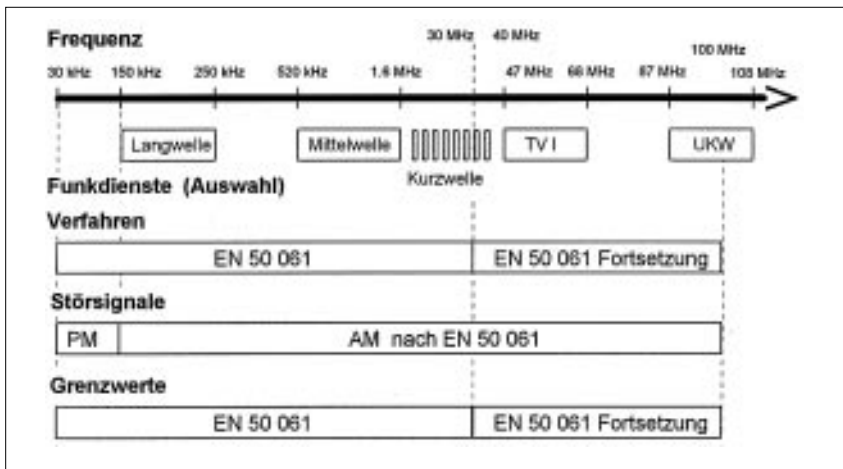 Frequenz
30 MHz 40 MHz
100 MHz
30 kHz 150 kHz 250 kHz 520 kHz 1.6 MHz 47 MHz 66 MHz 87 MHz 108 MHz
Langwelle Mittelwelle TV I UKW
Kurzwelle
Funkdienste (Auswahl)
Verfahren
EN 50 061 EN 50 061 Fortsetzung
Störsignale
PM AM nach EN 50 061
Grenzwerte
EN 50 061 EN 50 061 Fortsetzung